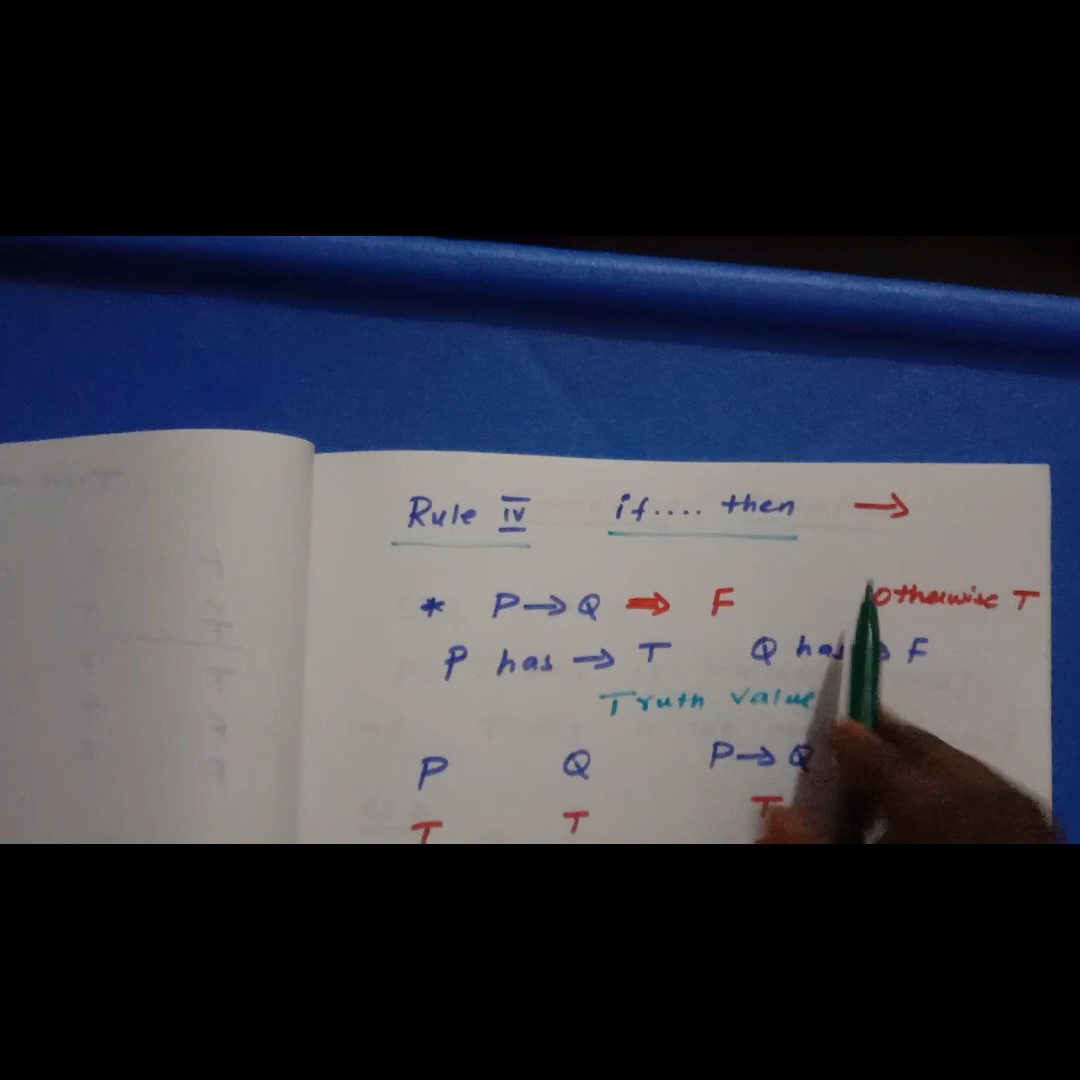 Rule IV if.... then →
* P → Q ⇒ F otherwise T
P has → T Q has → F
Truth value
P Q P → Q
T T T